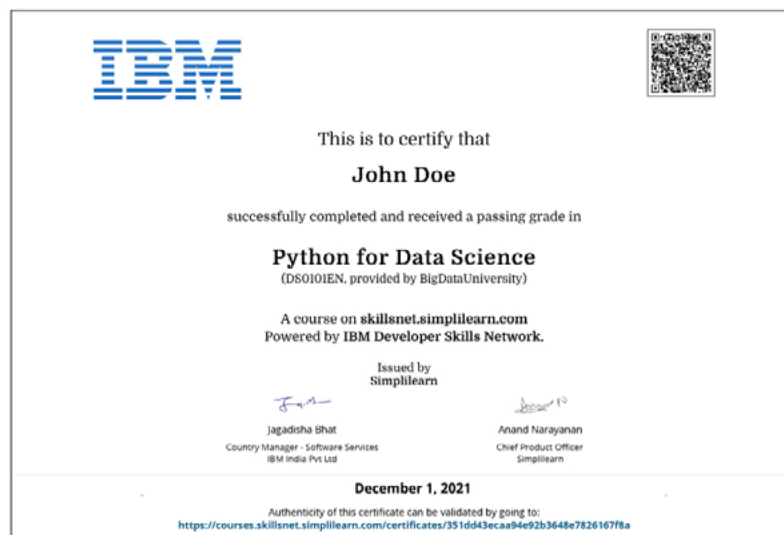 IBM
This is to certify that
John Doe
successfully completed and received a passing grade in
Python for Data Science
(DS0101EN, provided by BigDataUniversity)
A course on skillsnet.simplilearn.com
Powered by IBM Developer Skills Network.
Issued by
Simplilearn
Jagadisha Bhat
Country Manager - Software Services
IBM India Pvt Ltd
Anand Narayanan
Chief Product Officer
Simplilearn
December 1, 2021
Authenticity of this certificate can be validated by going to:
https://courses.skillsnet.simplilearn.com/certificates/351dd43ecaa94e92b3648e7826167f8a